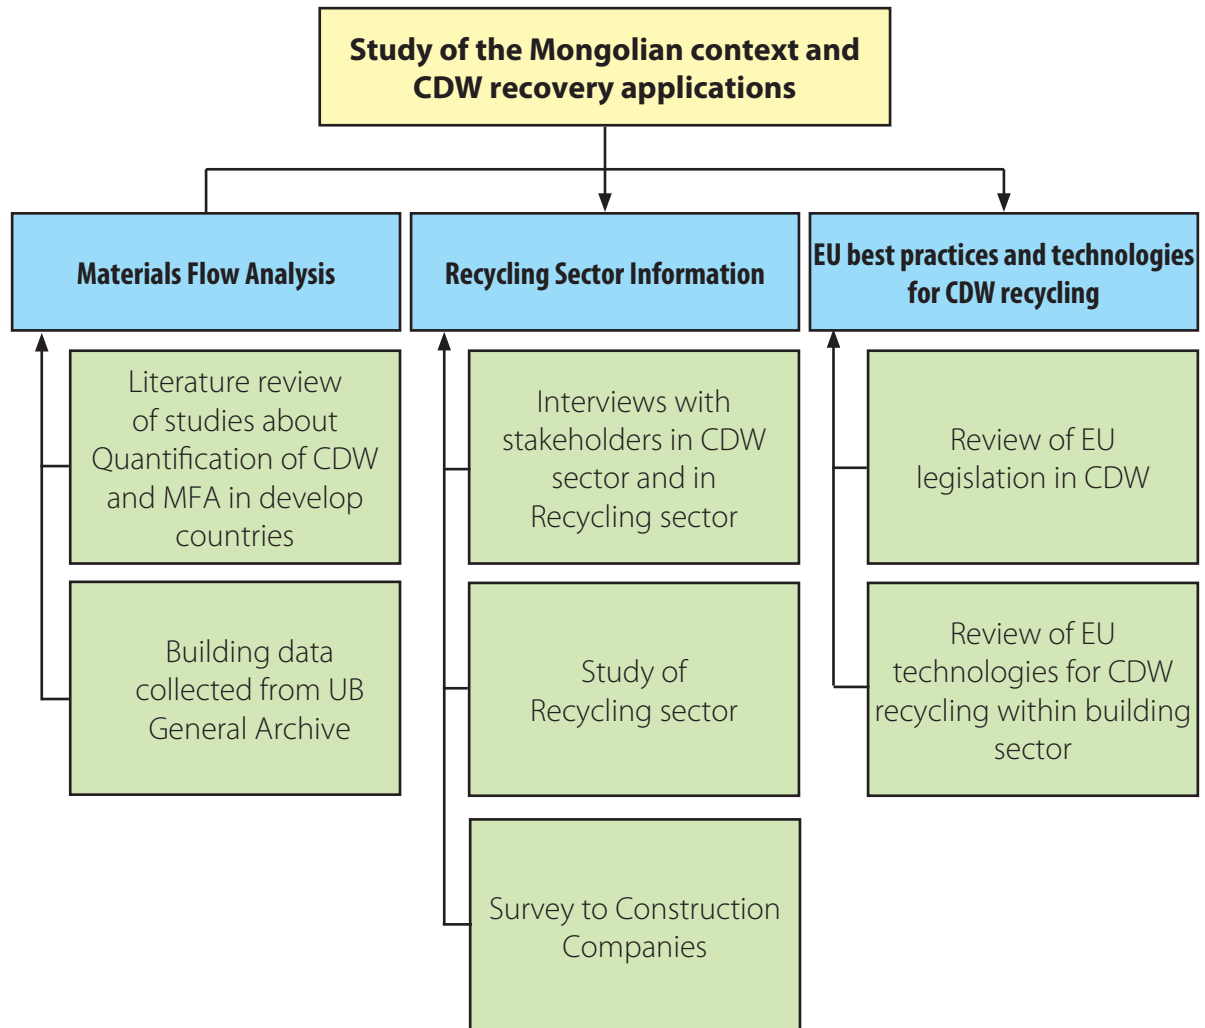 Study of the Mongolian context and
CDW recovery applications
Materials Flow Analysis
Recycling Sector Information
EU best practices and technologies
for CDW recycling
Literature review
of studies about
Quantification of CDW
and MFA in develop
countries
Interviews with
stakeholders in CDW
sector and in
Recycling sector
Review of EU
legislation in CDW
Building data
collected from UB
General Archive
Study of
Recycling sector
Review of EU
technologies for CDW
recycling within building
sector
Survey to Construction
Companies